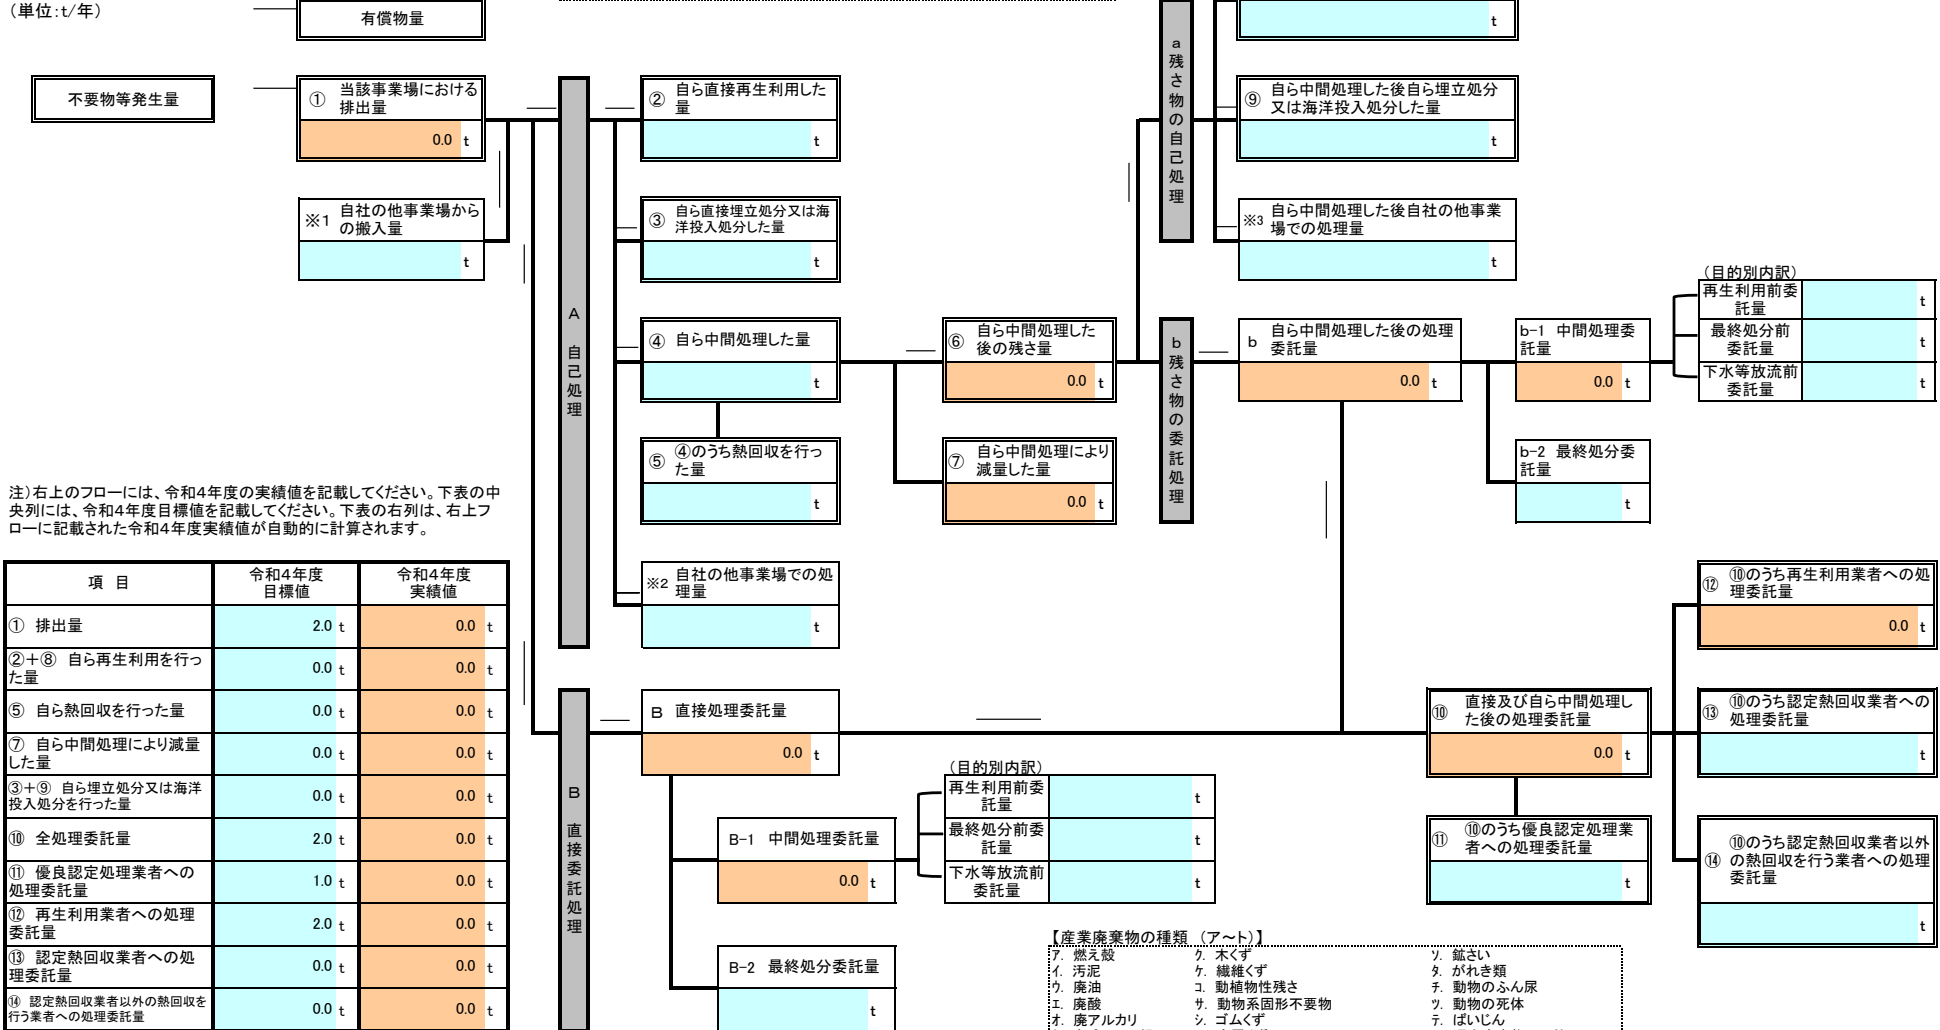 （単位：t/年）
有償物量
t
不要物等発生量
① 当該事業場における
排出量
0.0 t
② 自ら直接再生利用した
量
t
⑨ 自ら中間処理した後自ら埋立処分
又は海洋投入処分した量
t
a
残さ物の自己処理
※1 自社の他事業場から
の搬入量
t
③ 自ら直接埋立処分又は海
洋投入処分した量
t
※3 自ら中間処理した後自社の他事業
場での処理量
t
A
自己処理
④ 自ら中間処理した量
t
⑥ 自ら中間処理した
後の残さ量
0.0 t
b
残さ物の委託処理
b 自ら中間処理した後の処理
委託量
0.0 t
b-1 中間処理委
託量
0.0 t
（目的別内訳）
再生利用前委
託量
t
最終処分前
委託量
t
下水等放流前
委託量
t
⑤ ④のうち熱回収を行っ
た量
t
⑦ 自ら中間処理により
減量した量
0.0 t
b-2 最終処分委
託量
t
注）右上のフローには、令和４年度の実績値を記載してください。下表の中
央列には、令和４年度目標値を記載してください。下表の右列は、右上フ
ローに記載された令和４年度実績値が自動的に計算されます。
※2 自社の他事業場での処
理量
t
項 目
令和４年度
目標値
令和４年度
実績値
① 排出量 2.0 t 0.0 t
②＋⑧ 自ら再生利用を行っ
た量 0.0 t 0.0 t
⑤ 自ら熱回収を行った量 0.0 t 0.0 t
⑦ 自ら中間処理により減量
した量 0.0 t 0.0 t
③＋⑨ 自ら埋立処分又は海洋
投入処分を行った量 0.0 t 0.0 t
⑩ 全処理委託量 2.0 t 0.0 t
⑪ 優良認定処理業者への
処理委託量 1.0 t 0.0 t
⑫ 再生利用業者への処理
委託量 2.0 t 0.0 t
⑬ 認定熱回収業者への処
理委託量 0.0 t 0.0 t
⑭ 認定熱回収業者以外の熱回収を
行う業者への処理委託量 0.0 t 0.0 t
B
直接委託処理
B 直接処理委託量
0.0 t
B-1 中間処理委託量
0.0 t
（目的別内訳）
再生利用前委
託量
t
最終処分前委
託量
t
下水等放流前
委託量
t
B-2 最終処分委託量
t
⑩ 直接及び自ら中間処理し
た後の処理委託量
0.0 t
⑪ ⑩のうち優良認定処理業
者への処理委託量
t
⑫ ⑩のうち再生利用業者への処
理委託量
0.0 t
⑬ ⑩のうち認定熱回収業者への
処理委託量
t
⑭ ⑩のうち認定熱回収業者以外
の熱回収を行う業者への処理
委託量
t
【産業廃棄物の種類 （ア～ト）】
ア. 燃え殻 ク. 木くず ソ. 鉱さい
イ. 汚泥 ケ. 繊維くず タ. がれき類
ウ. 廃油 コ. 動植物性残さ チ. 動物のふん尿
エ. 廃酸 サ. 動物系固形不要物 ツ. 動物の死体
オ. 廃アルカリ シ. ゴムくず テ. ばいじん